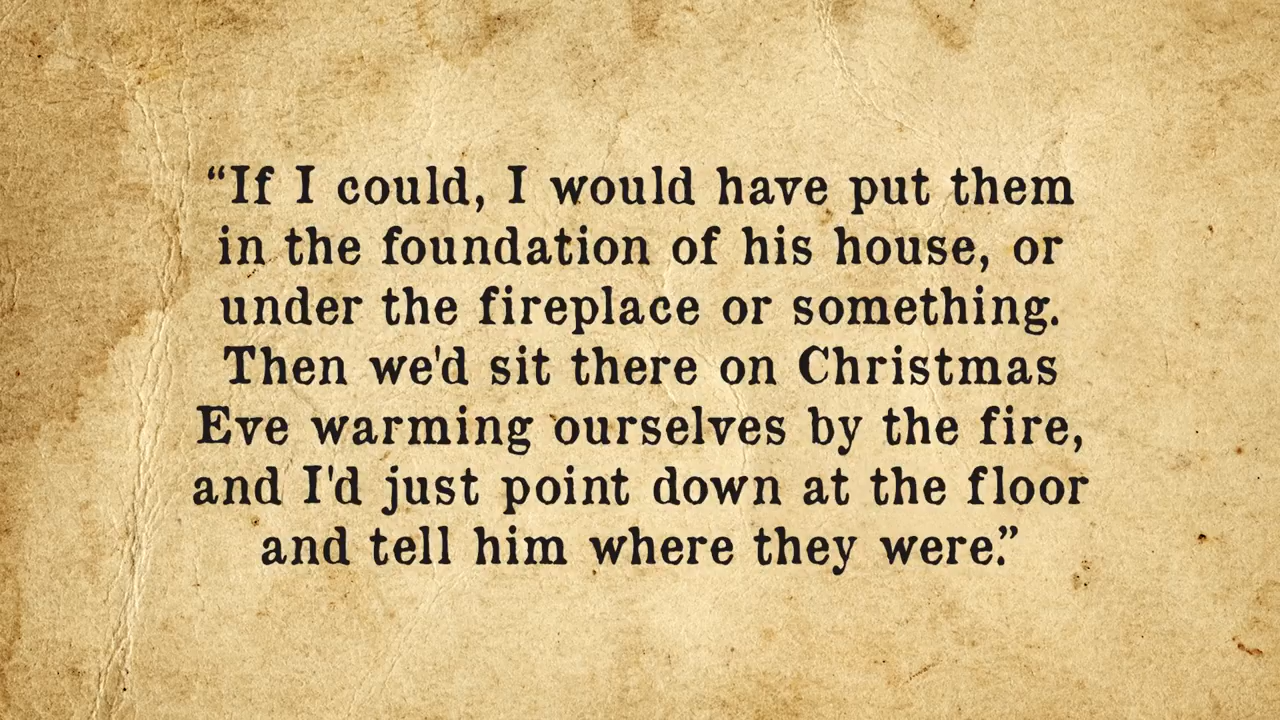 “If I could, I would have put them
in the foundation of his house, or
under the fireplace or something.
Then we'd sit there on Christmas
Eve warming ourselves by the fire,
and I'd just point down at the floor
and tell him where they were.”